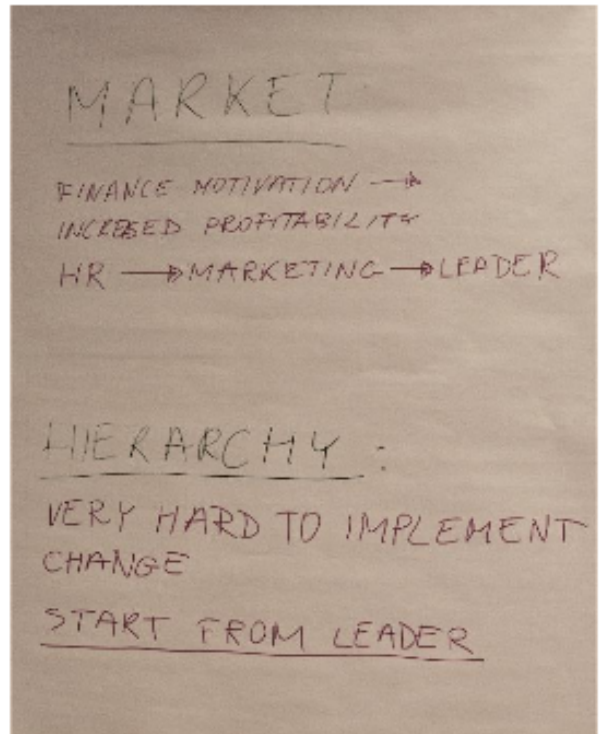 MARKET
FINANCE MOTIVATION →
INCREASED PROFITABILITY
HR → MARKETING → LEADER
HIERARCHY :
VERY HARD TO IMPLEMENT
CHANGE
START FROM LEADER